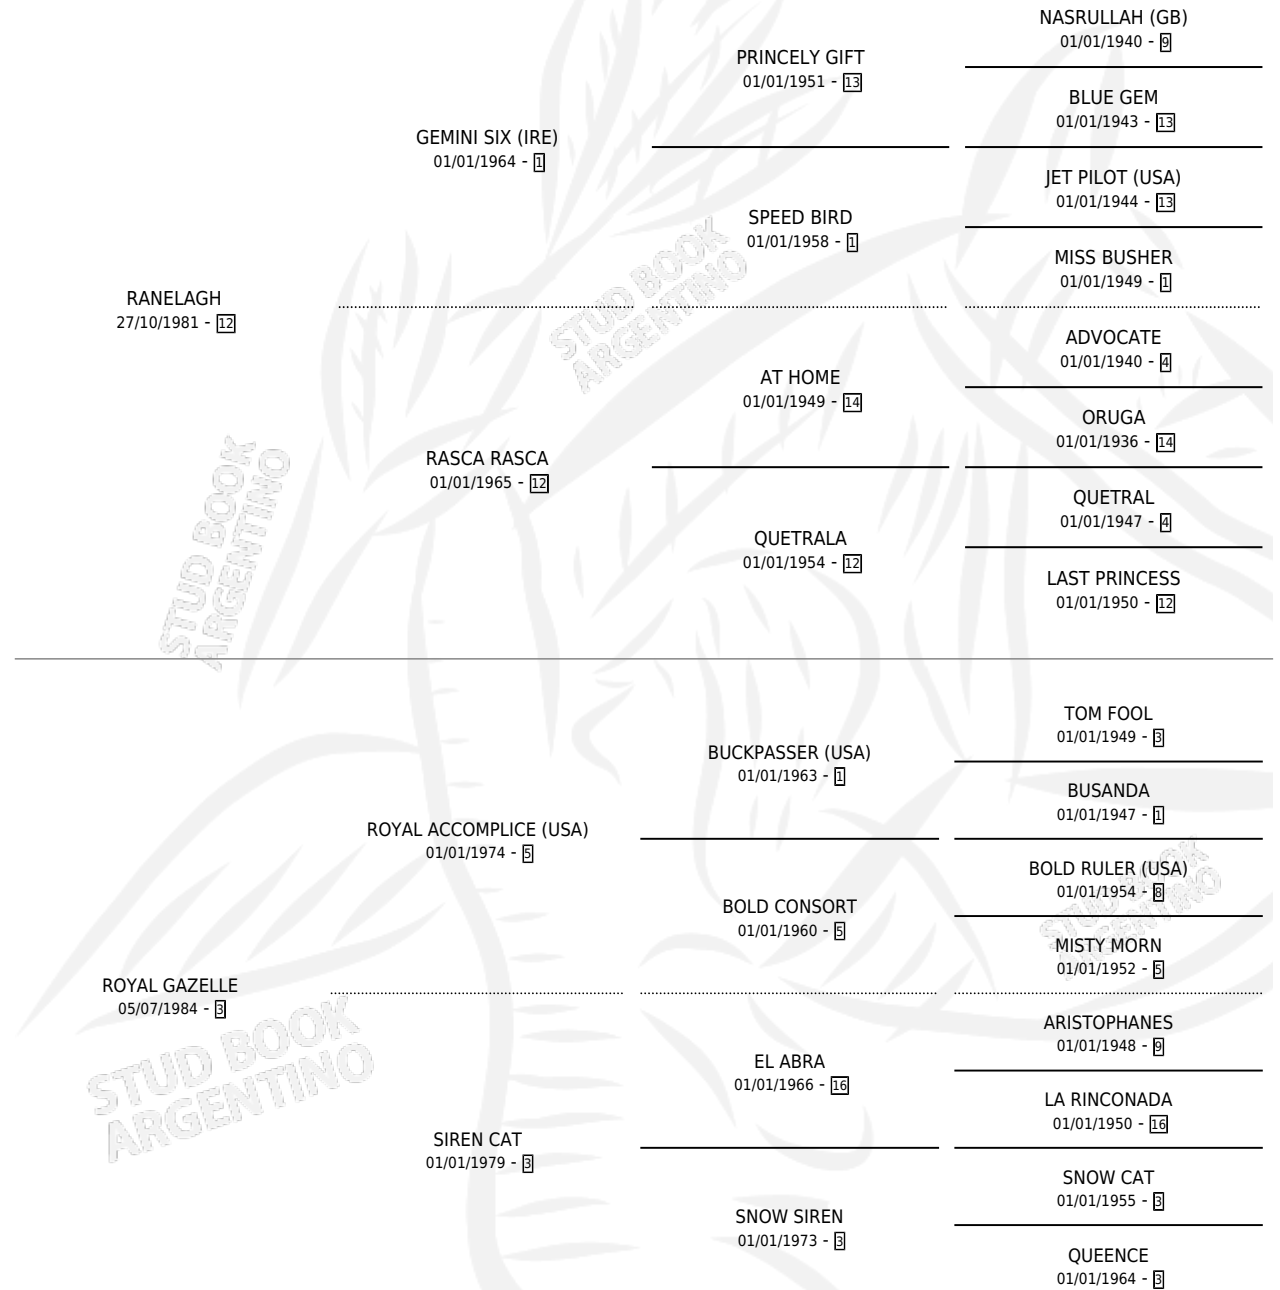 NASRULLAH (GB)
01/01/1940 - 9
PRINCELY GIFT
01/01/1951 - 13
BLUE GEM
01/01/1943 - 13
GEMINI SIX (IRE)
01/01/1964 - 1
JET PILOT (USA)
01/01/1944 - 13
SPEED BIRD
01/01/1958 - 1
MISS BUSHER
01/01/1949 - 1
RANELAGH
27/10/1981 - 12
STUD BOOK
ARGENTINO
ADVOCATE
01/01/1940 - 4
AT HOME
01/01/1949 - 14
ORUGA
01/01/1936 - 14
RASCA RASCA
01/01/1965 - 12
QUETRAL
01/01/1947 - 4
QUETRALA
01/01/1954 - 12
LAST PRINCESS
01/01/1950 - 12
STUD BOOK
ARGENTINO
TOM FOOL
01/01/1949 - 3
BUCKPASSER (USA)
01/01/1963 - 1
BUSANDA
01/01/1947 - 1
ROYAL ACCOMPLICE (USA)
01/01/1974 - 5
BOLD RULER (USA)
01/01/1954 - 8
BOLD CONSORT
01/01/1960 - 5
STUD BOOK
ARGENTINO
MISTY MORN
01/01/1952 - 5
ROYAL GAZELLE
05/07/1984 - 3
STUD BOOK
ARGENTINO
ARISTOPHANES
01/01/1948 - 9
EL ABRA
01/01/1966 - 16
LA RINCONADA
01/01/1950 - 16
SIREN CAT
01/01/1979 - 3
SNOW CAT
01/01/1955 - 3
SNOW SIREN
01/01/1973 - 3
QUEENCE
01/01/1964 - 3